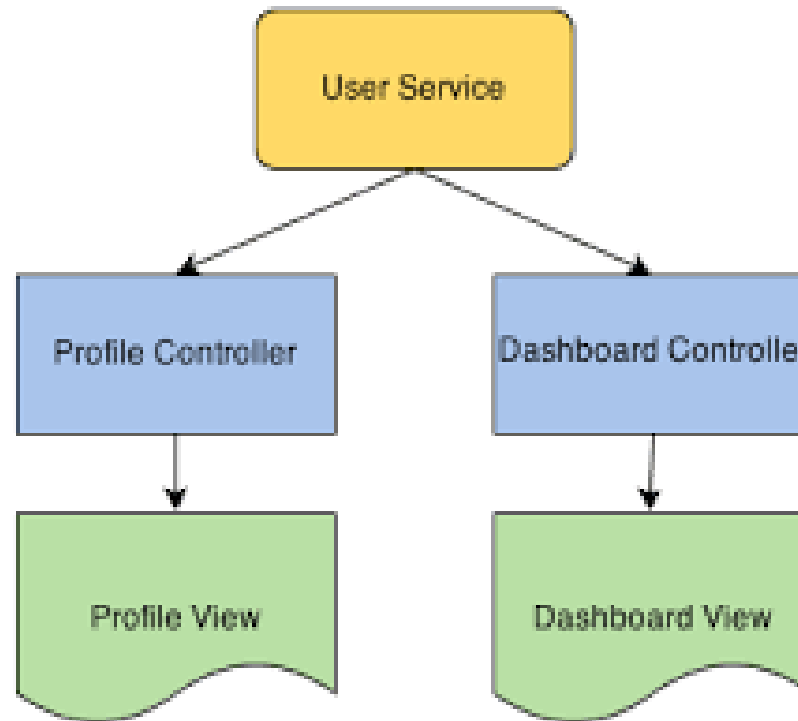 User Service
Profile Controller
Dashboard Controlle
Profile View
Dashboard View